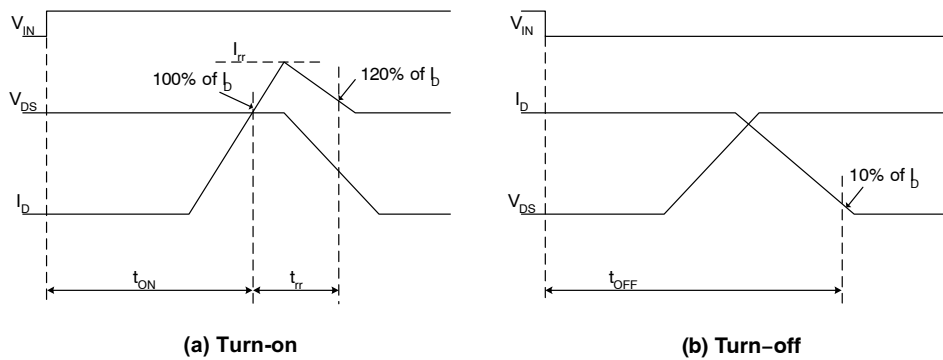 V_IN
I_rr
100% of I_D
120% of I_D
V_DS
I_D
t_ON
t_rr
(a) Turn-on
V_IN
I_D
10% of I_D
V_DS
t_OFF
(b) Turn−off